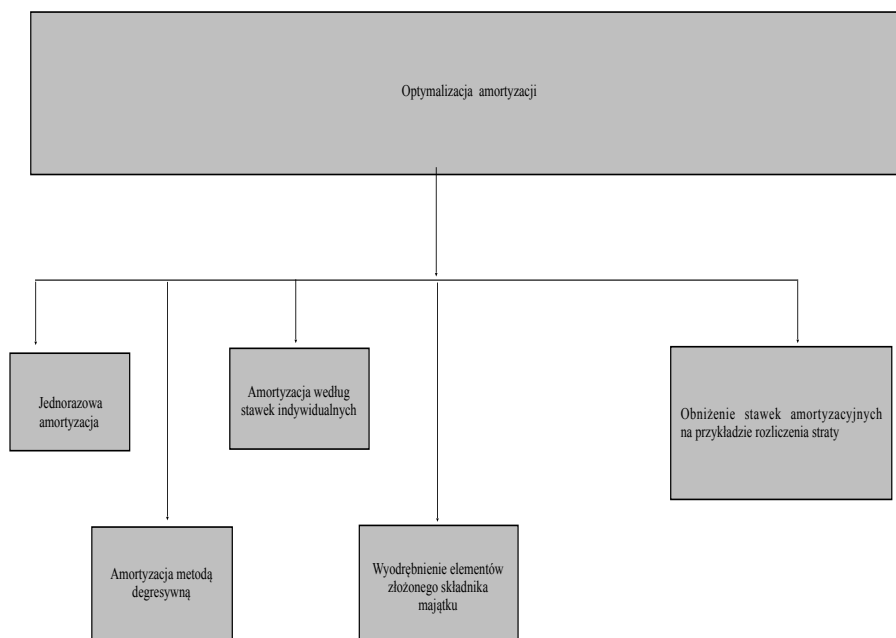 Optymalizacja amortyzacji
Jednorazowa
amortyzacja
Amortyzacja według
stawek indywidualnych
Obniżenie stawek amortyzacyjnych
na przykładzie rozliczenia straty
Amortyzacja metodą
degresywną
Wyodrębnienie elementów
złożonego składnika
majątku